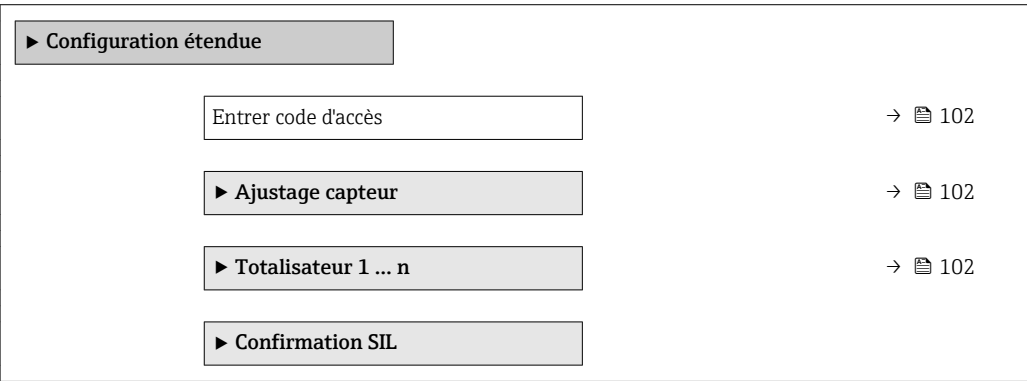 ▶ Configuration étendue
Entrer code d'accès → 102
▶ Ajustage capteur → 102
▶ Totalisateur 1 … n → 102
▶ Confirmation SIL